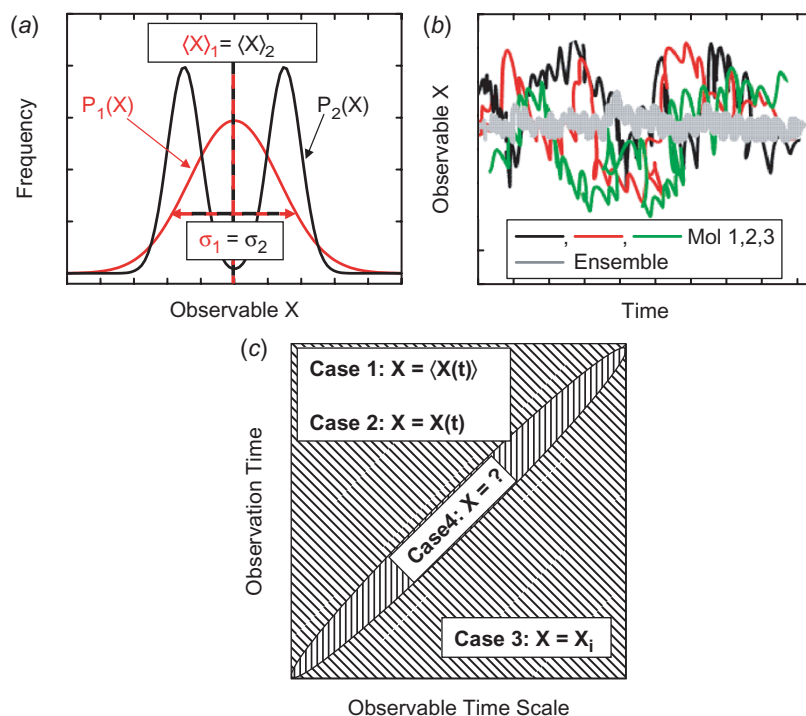 (a)
⟨X⟩1 = ⟨X⟩2
P1(X)
P2(X)
σ1 = σ2
Frequency
Observable X
(b)
Observable X
, , Mol 1,2,3
Ensemble
Time
(c)
Case 1: X = ⟨X(t)⟩
Case 2: X = X(t)
Case4: X = ?
Case 3: X = Xi
Observation Time
Observable Time Scale